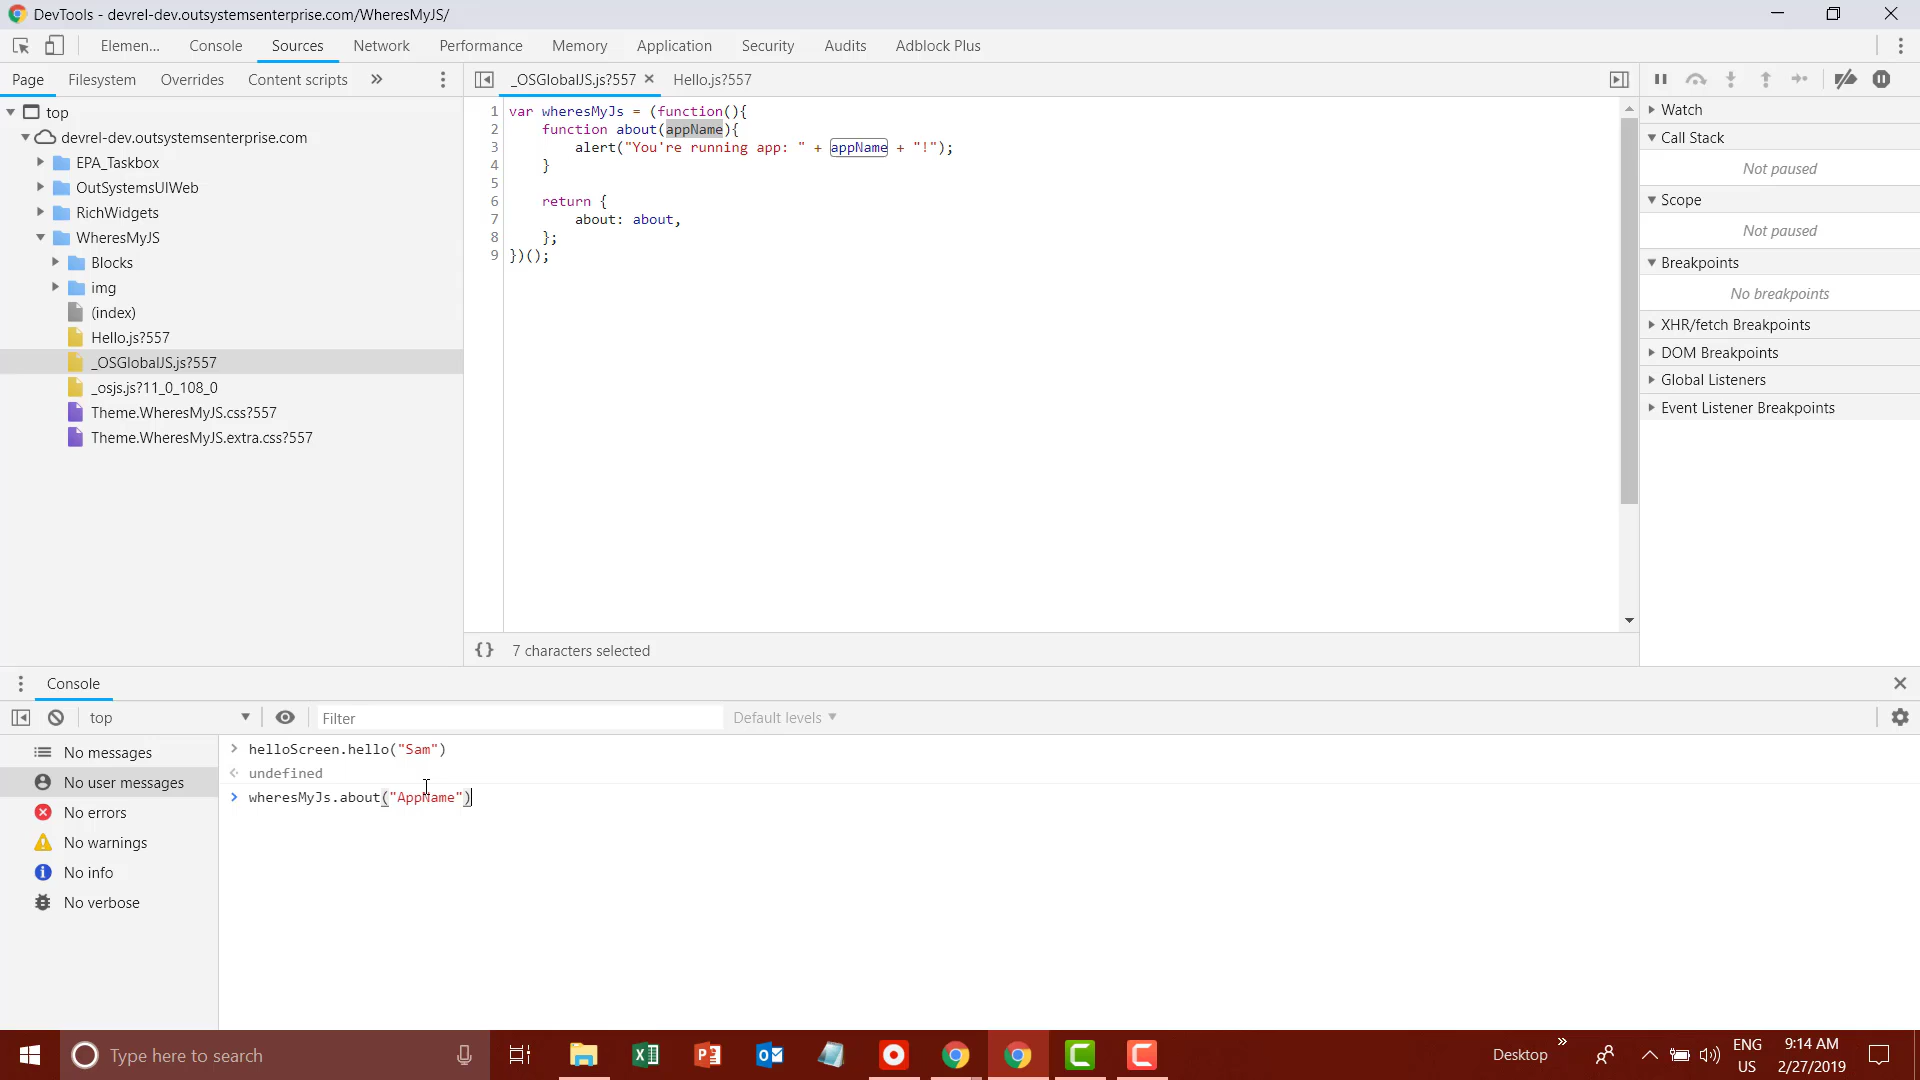 DevTools - devrel-dev.outsystemsenterprise.com/WheresMyJS/
Elemen... Console Sources Network Performance Memory Application Security Audits Adblock Plus
Page Filesystem Overrides Content scripts »
_OSGlobalJS.js?557 × Hello.js?557
top
devrel-dev.outsystemsenterprise.com
EPA_Taskbox
OutSystemsUIWeb
RichWidgets
WheresMyJS
Blocks
img
(index)
Hello.js?557
_OSGlobalJS.js?557
_osjs.js?11_0_108_0
Theme.WheresMyJS.css?557
Theme.WheresMyJS.extra.css?557
1 var wheresMyJs = (function(){
2 function about(appName){
3 alert("You're running app: " + appName + "!");
4 }
5
6 return {
7 about: about,
8 };
9 })();
{} 7 characters selected
Watch
Call Stack
Not paused
Scope
Not paused
Breakpoints
No breakpoints
XHR/fetch Breakpoints
DOM Breakpoints
Global Listeners
Event Listener Breakpoints
Console
top Filter Default levels
No messages
No user messages
No errors
No warnings
No info
No verbose
> helloScreen.hello("Sam")
undefined
> wheresMyJs.about("AppName")
Type here to search
Desktop »
ENG
US
9:14 AM
2/27/2019